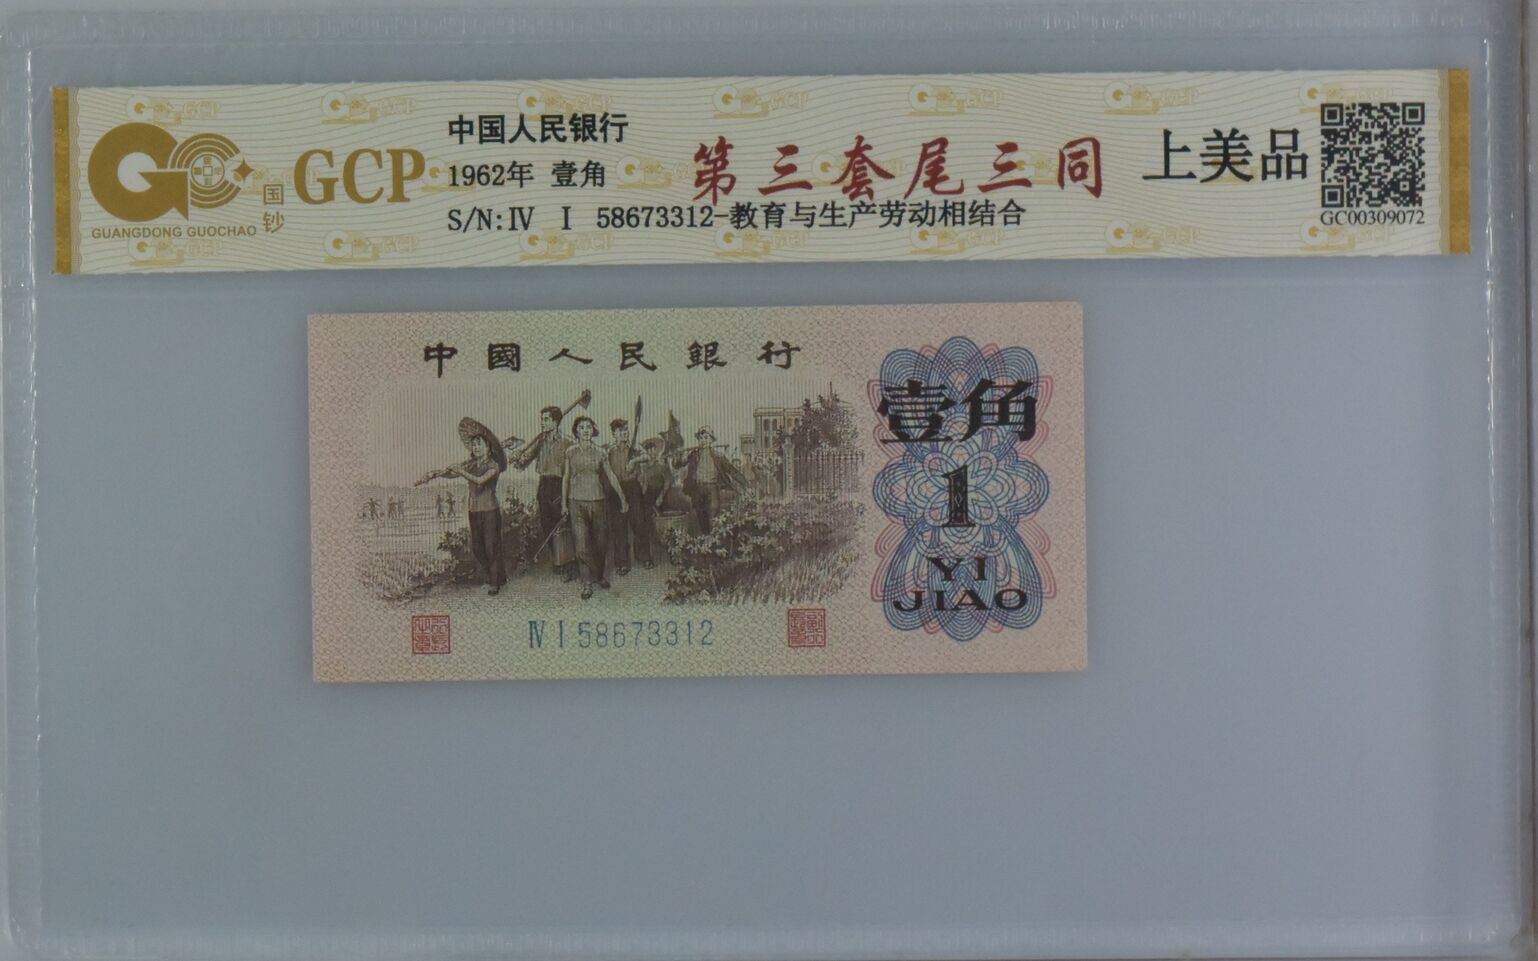 中国人民银行
1962年 壹角
S/N:Ⅳ Ⅰ 58673312-教育与生产劳动相结合
第三套尾三同
上美品
GCP
国钞
GUANGDONG GUOCHAO
GC00309072
中國人民銀行
壹角
1
YI
JIAO
Ⅳ Ⅰ 58673312